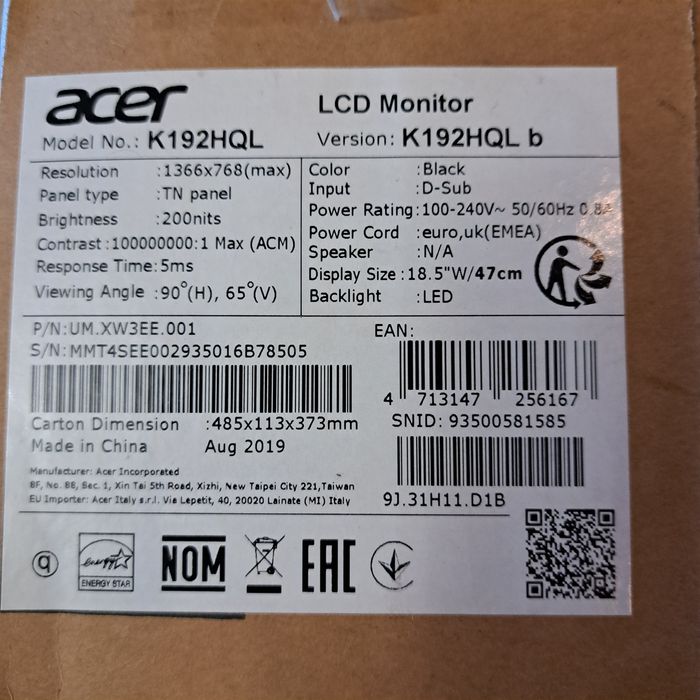 acer
LCD Monitor
Model No.: K192HQL
Version: K192HQL b
Resolution :1366x768(max)
Panel type :TN panel
Brightness :200nits
Contrast :100000000:1 Max (ACM)
Response Time:5ms
Viewing Angle :90°(H), 65°(V)
Color :Black
Input :D-Sub
Power Rating:100-240V~ 50/60Hz 0.8A
Power Cord :euro,uk(EMEA)
Speaker :N/A
Display Size :18.5"W/47cm
Backlight :LED
P/N:UM.XW3EE.001
S/N:MMT4SEE002935016B78505
EAN:
4 713147 256167
Carton Dimension :485x113x373mm
Made in China Aug 2019
SNID: 93500581585
Manufacturer: Acer Incorporated
8F, No. 88, Sec. 1, Xin Tai 5th Road, Xizhi, New Taipei City 221,Taiwan
EU Importer: Acer Italy s.r.l. Via Lepetit, 40, 20020 Lainate (MI) Italy
9J.31H11.D1B
q
energy
ENERGY STAR
NOM
EAC